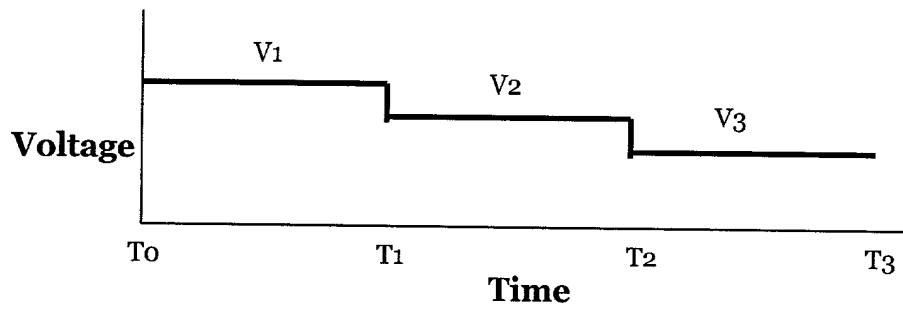 V1
V2
V3
Voltage
To T1 T2 T3
Time